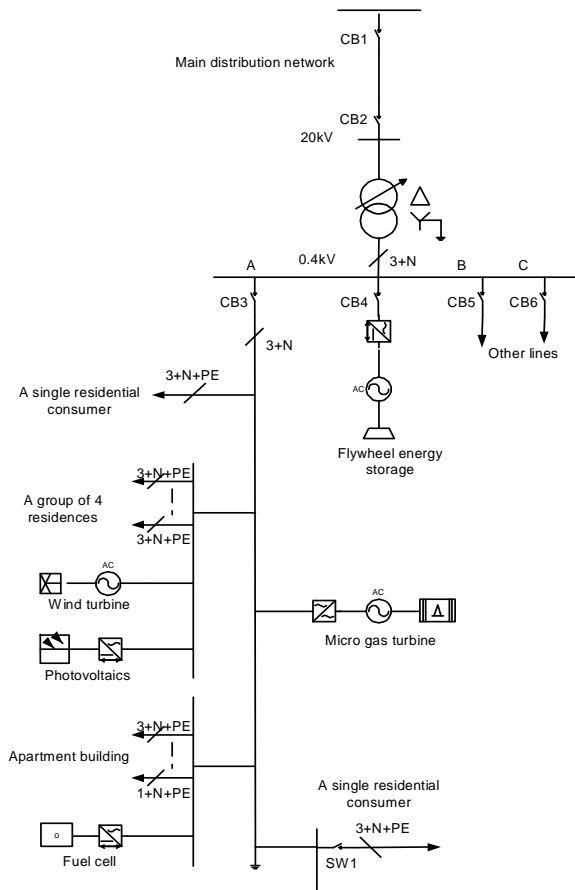 CB1
Main distribution network
CB2
20kV
A
0.4kV
3+N
B
C
CB3
CB4
CB5
CB6
3+N
Other lines
3+N+PE
A single residential
consumer
AC
Flywheel energy
storage
3+N+PE
A group of 4
residences
3+N+PE
AC
Wind turbine
AC
Micro gas turbine
Photovoltaics
3+N+PE
Apartment building
1+N+PE
A single residential
consumer
3+N+PE
o
Fuel cell
SW1